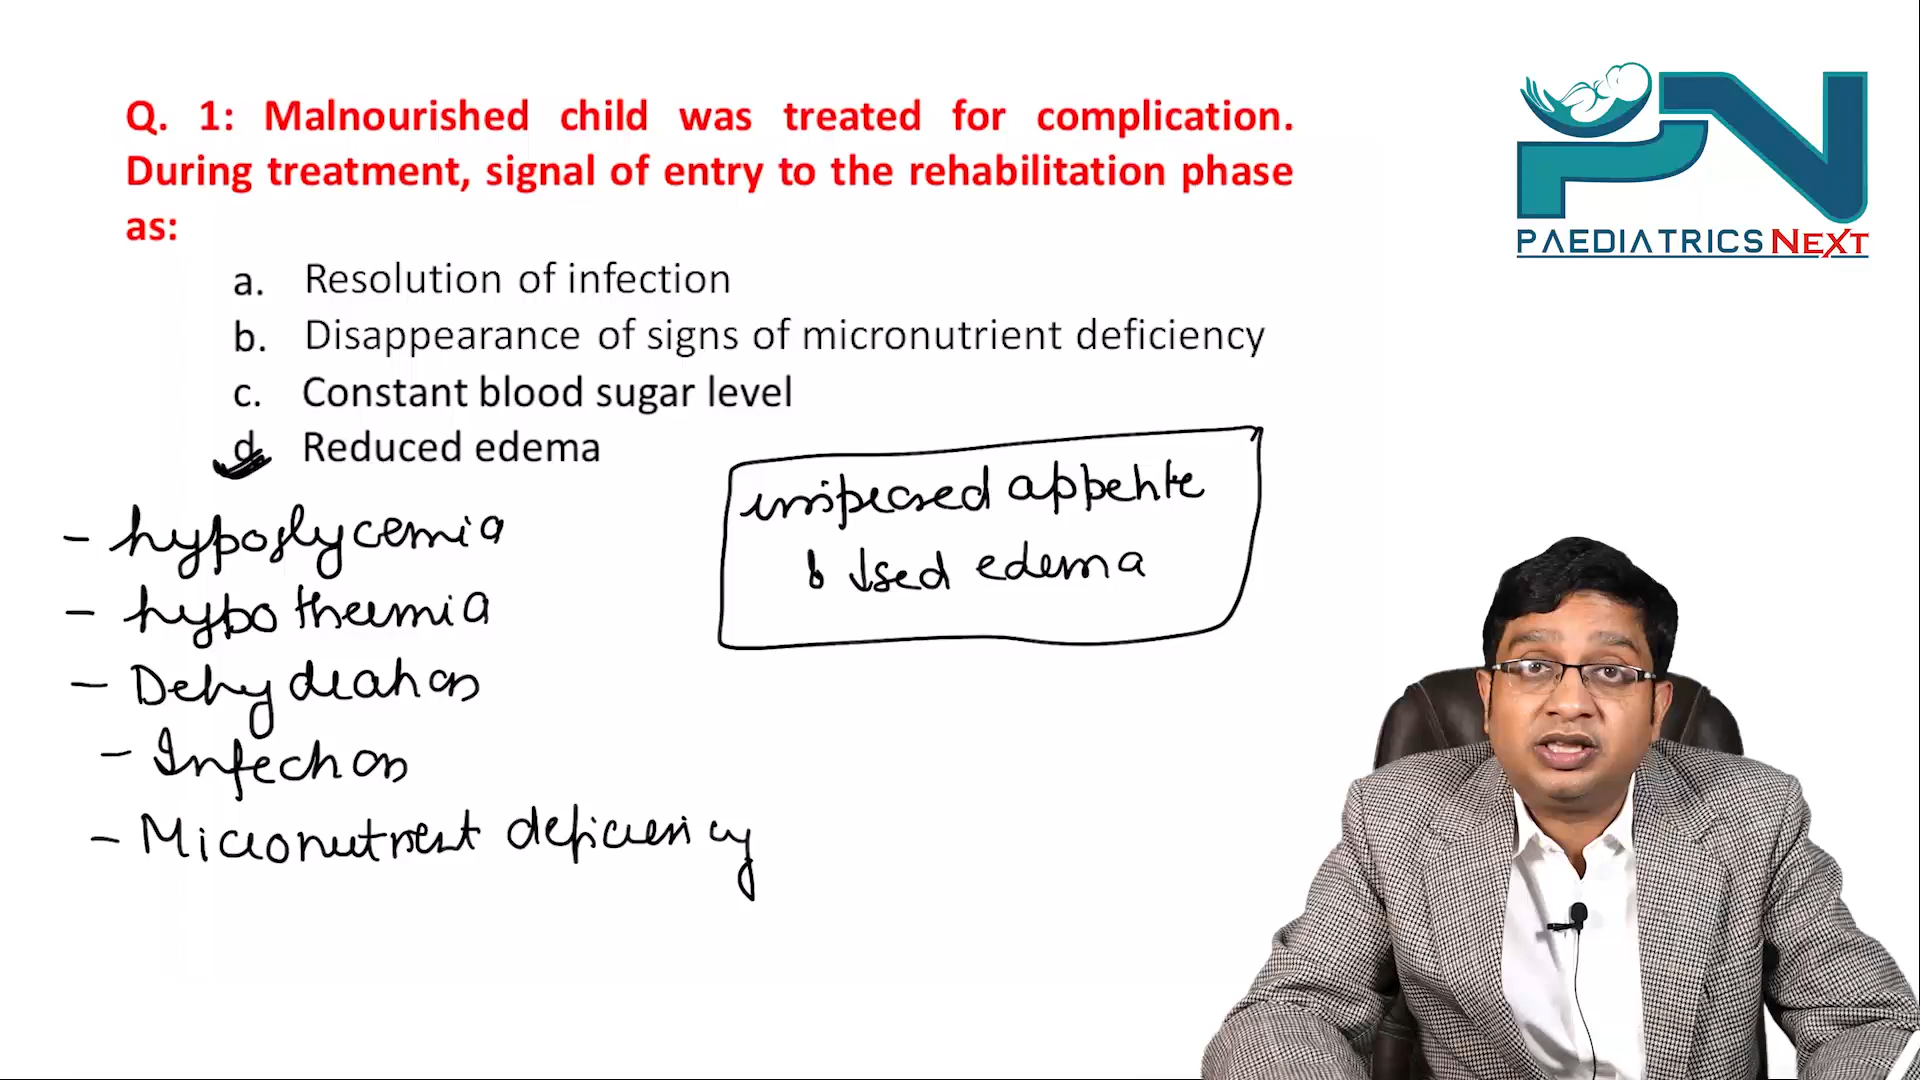 Q. 1: Malnourished child was treated for complication.
During treatment, signal of entry to the rehabilitation phase
as:
a. Resolution of infection
b. Disappearance of signs of micronutrient deficiency
c. Constant blood sugar level
d. Reduced edema
appetite
↓sed edema
- hypoglycemia
- hypothermia
- Dehydration
- Infection
- Micronutrient deficiency
PAEDIATRICS NEXT